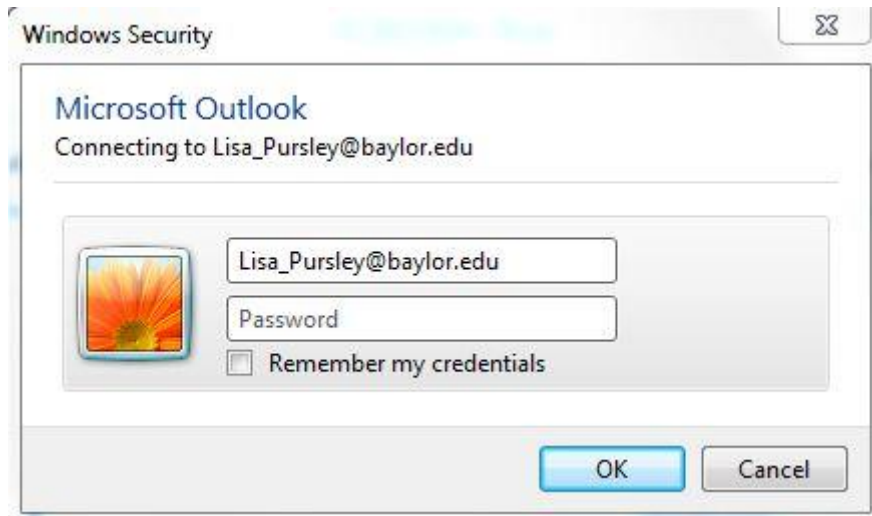 Windows Security
Microsoft Outlook
Connecting to Lisa_Pursley@baylor.edu
Lisa_Pursley@baylor.edu
Password
Remember my credentials
OK
Cancel